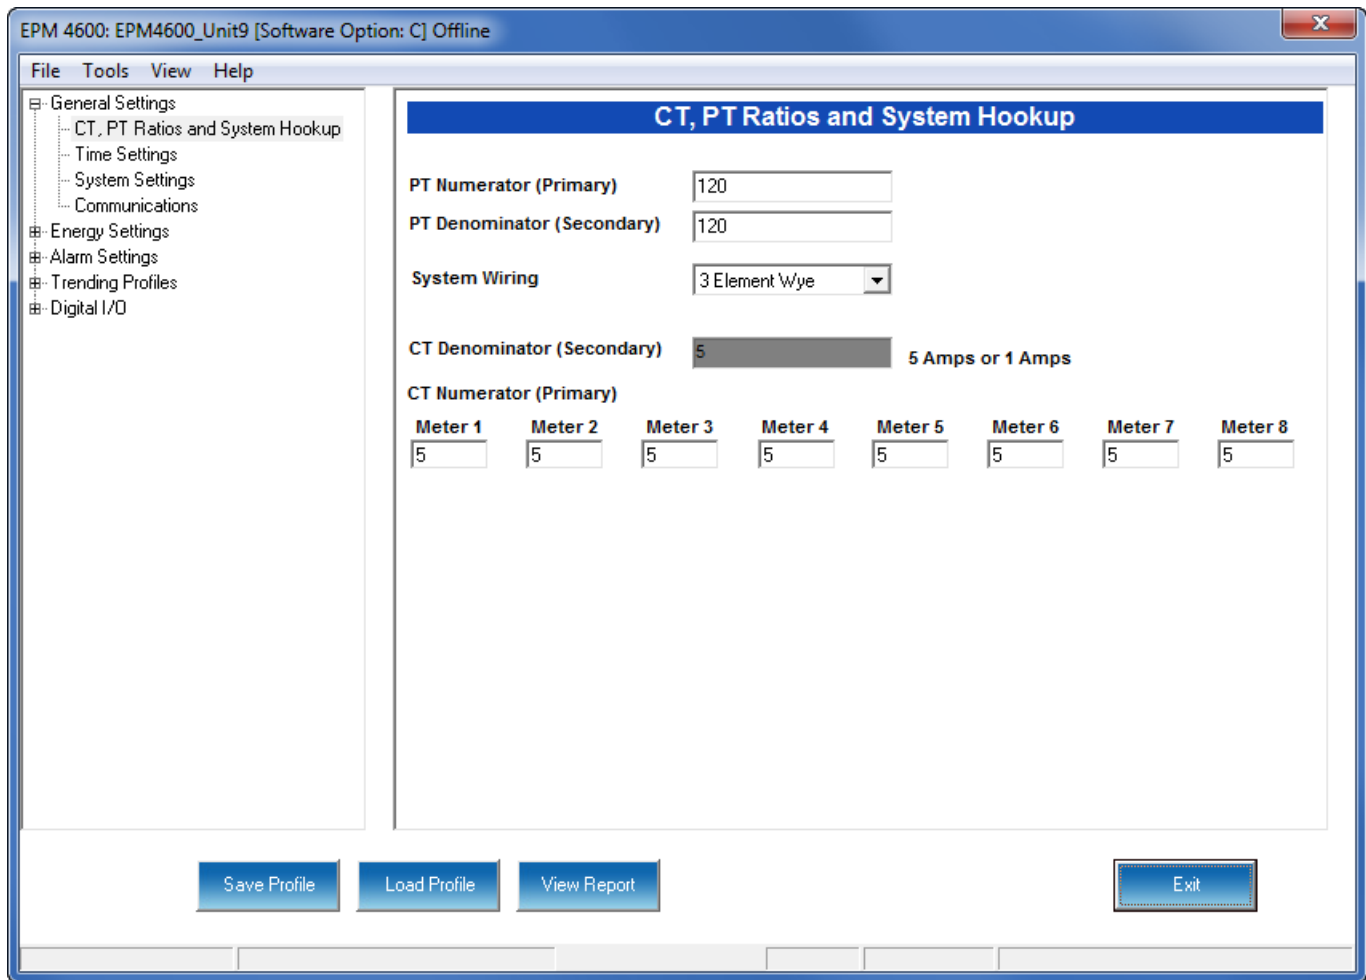 EPM 4600: EPM4600_Unit9 [Software Option: C] Offline
x
File Tools View Help
General Settings
CT, PT Ratios and System Hookup
Time Settings
System Settings
Communications
Energy Settings
Alarm Settings
Trending Profiles
Digital I/O
CT, PT Ratios and System Hookup
PT Numerator (Primary) 120
PT Denominator (Secondary) 120
System Wiring 3 Element Wye
CT Denominator (Secondary) 5 5 Amps or 1 Amps
CT Numerator (Primary)
Meter 1 Meter 2 Meter 3 Meter 4 Meter 5 Meter 6 Meter 7 Meter 8
5 5 5 5 5 5 5 5
Save Profile Load Profile View Report Exit